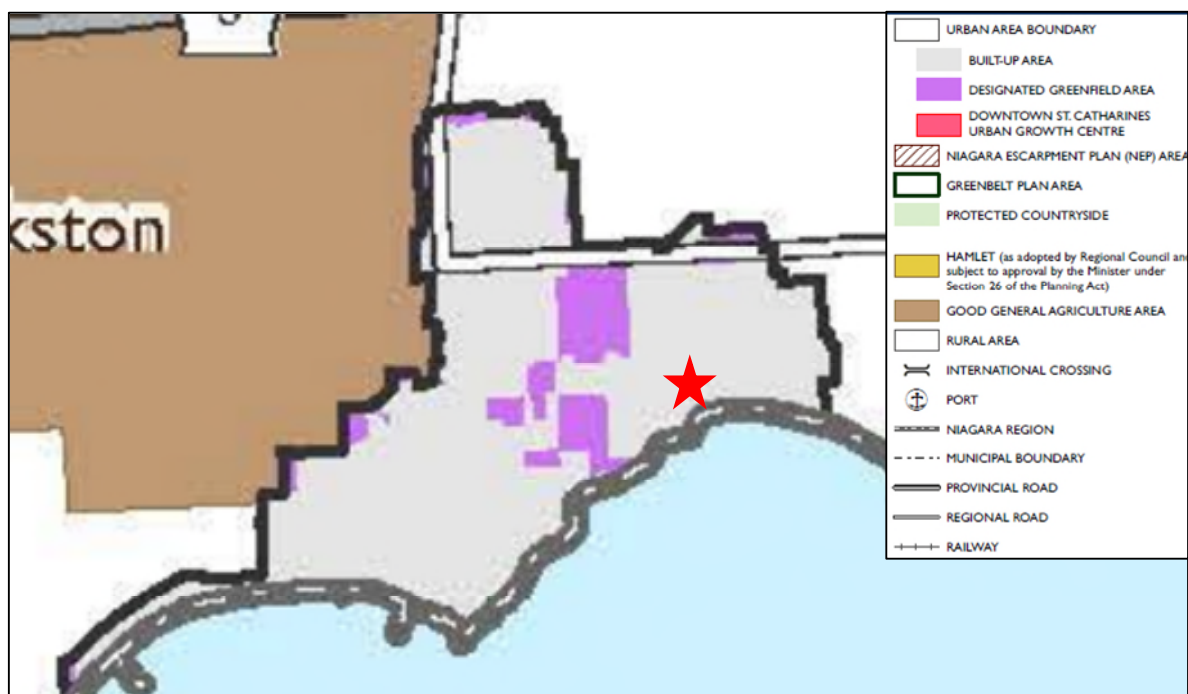 kston
URBAN AREA BOUNDARY
BUILT-UP AREA
DESIGNATED GREENFIELD AREA
DOWNTOWN ST. CATHARINES
URBAN GROWTH CENTRE
NIAGARA ESCARPMENT PLAN (NEP) AREA
GREENBELT PLAN AREA
PROTECTED COUNTRYSIDE
HAMLET (as adopted by Regional Council and
subject to approval by the Minister under
Section 26 of the Planning Act)
GOOD GENERAL AGRICULTURE AREA
RURAL AREA
INTERNATIONAL CROSSING
PORT
NIAGARA REGION
MUNICIPAL BOUNDARY
PROVINCIAL ROAD
REGIONAL ROAD
RAILWAY